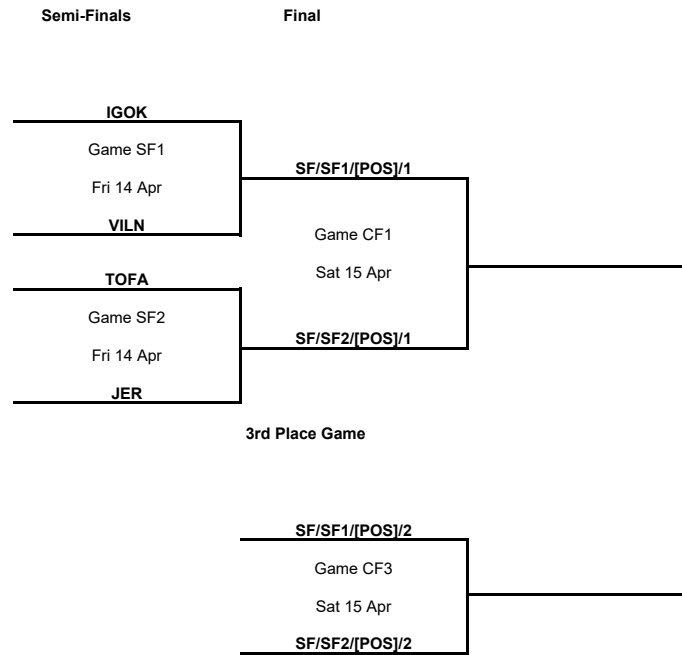 Semi-Finals Final
IGOK
Game SF1
Fri 14 Apr
VILN
SF/SF1/[POS]/1
Game CF1
Sat 15 Apr
SF/SF2/[POS]/1
TOFA
Game SF2
Fri 14 Apr
JER
3rd Place Game
SF/SF1/[POS]/2
Game CF3
Sat 15 Apr
SF/SF2/[POS]/2